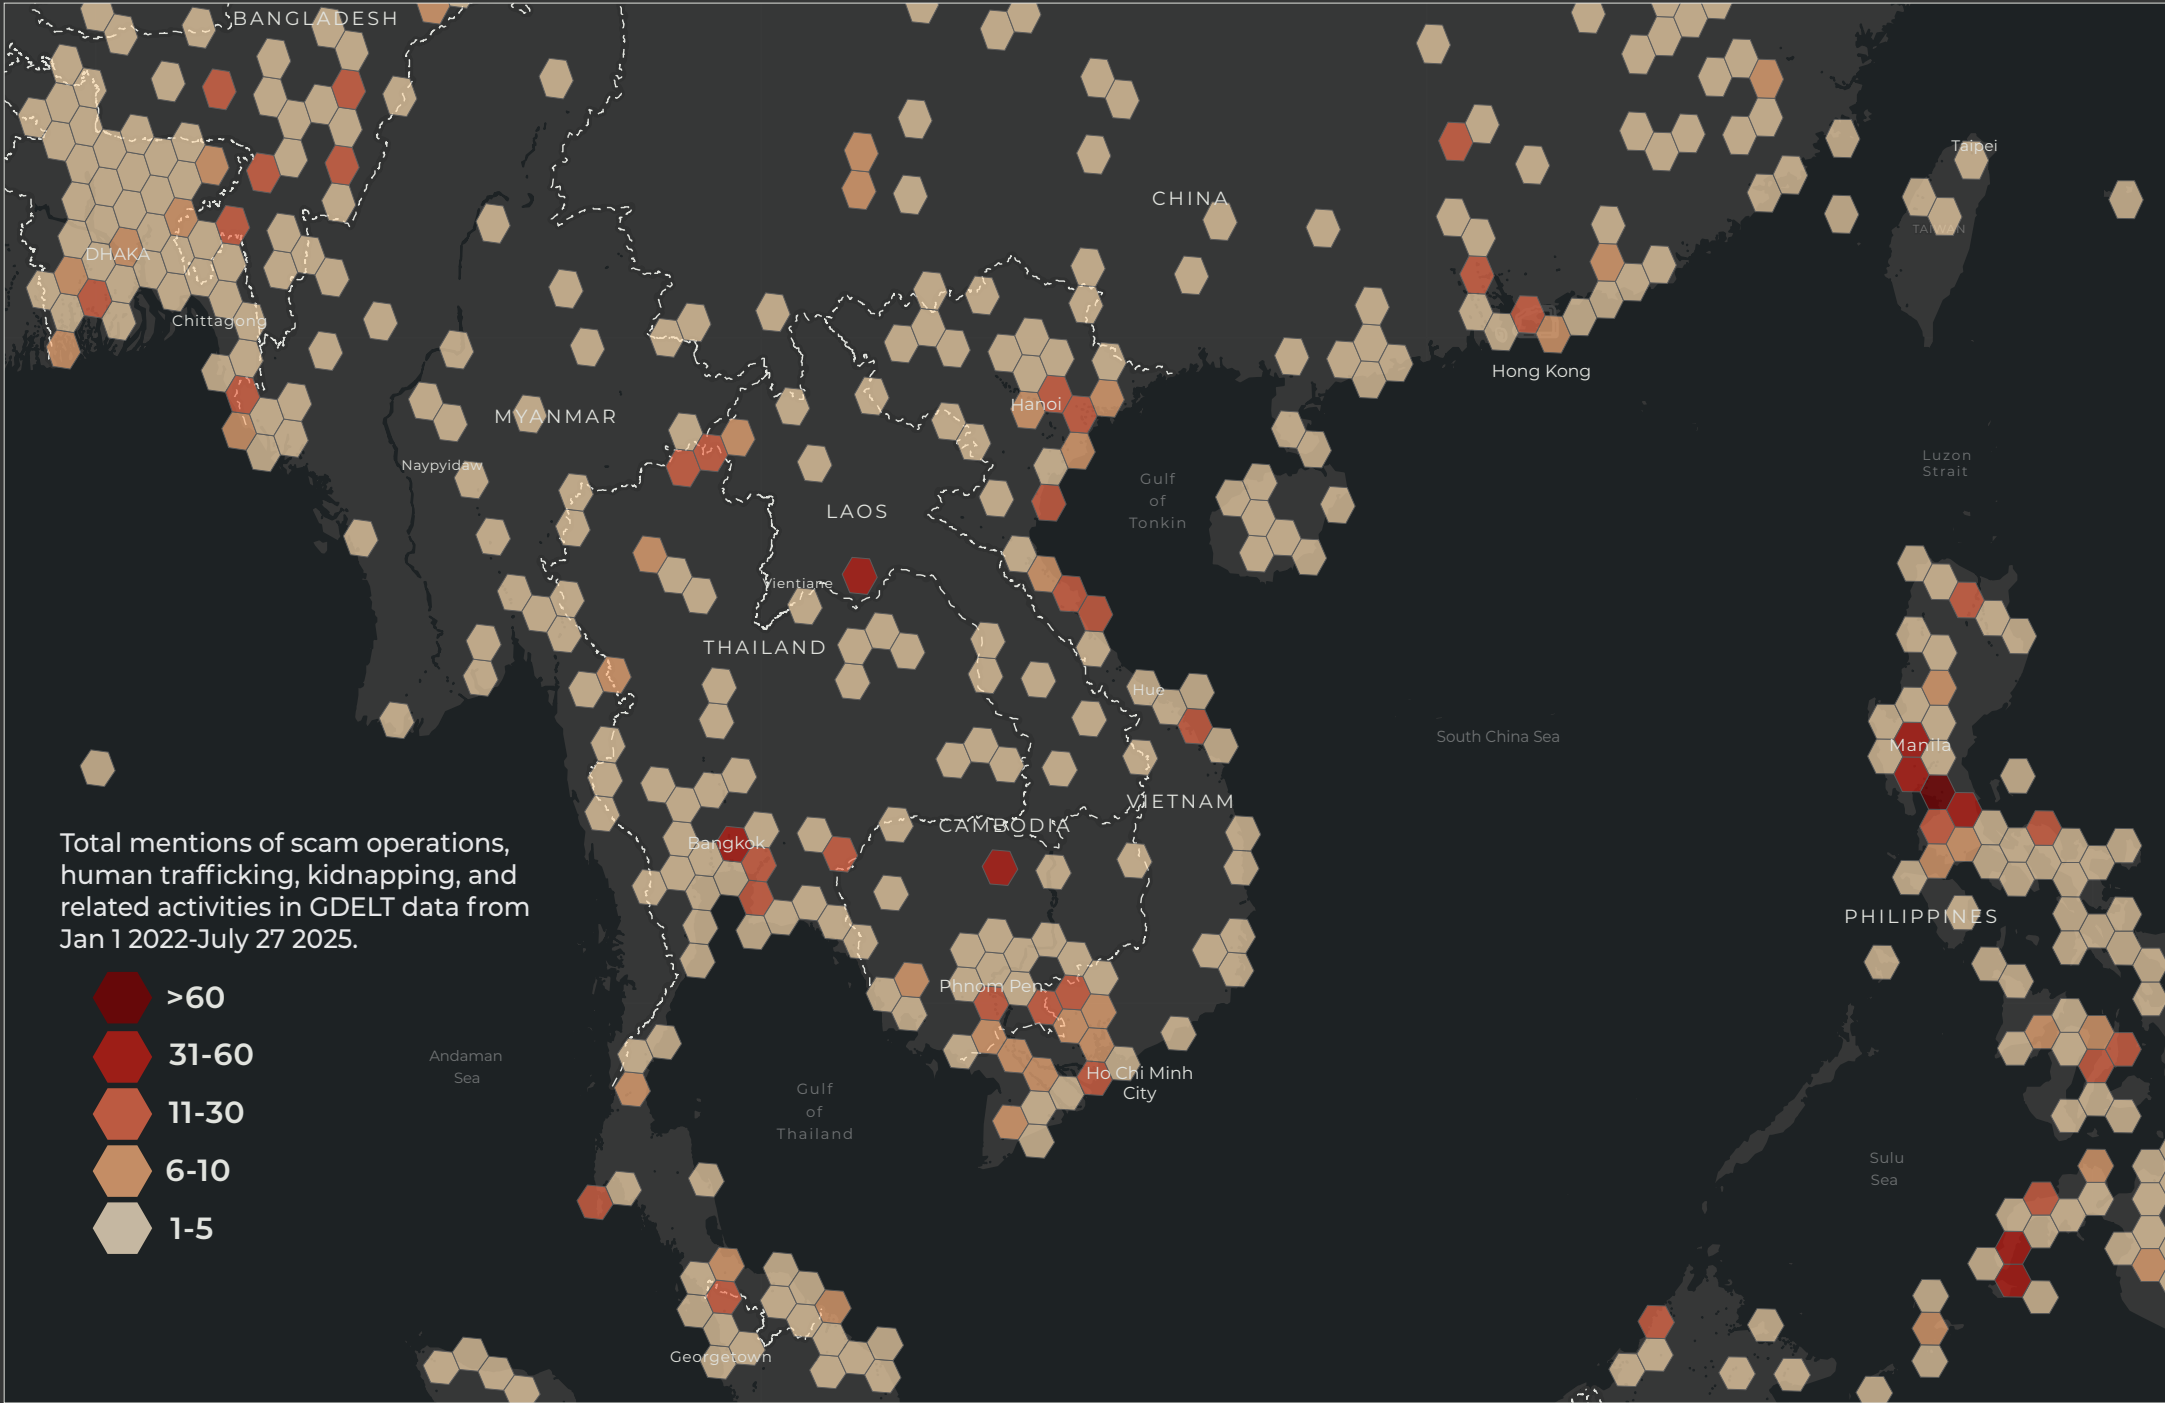 BANGLADESH
Taipei
CHINA
TAIWAN
DHAKA
Chittagong
Hong Kong
Hanoi
MYANMAR
Naypyidaw
Luzon
Strait
Gulf
of
Tonkin
LAOS
Vientiane
THAILAND
Hue
South China Sea
Manila
VIETNAM
CAMBODIA
Bangkok
Total mentions of scam operations,
human trafficking, kidnapping, and
related activities in GDELT data from
Jan 1 2022-July 27 2025.
PHILIPPINES
Phnom Pen
>60
31-60
11-30
6-10
1-5
Andaman
Sea
Ho Chi Minh
City
Gulf
of
Thailand
Sulu
Sea
Georgetown